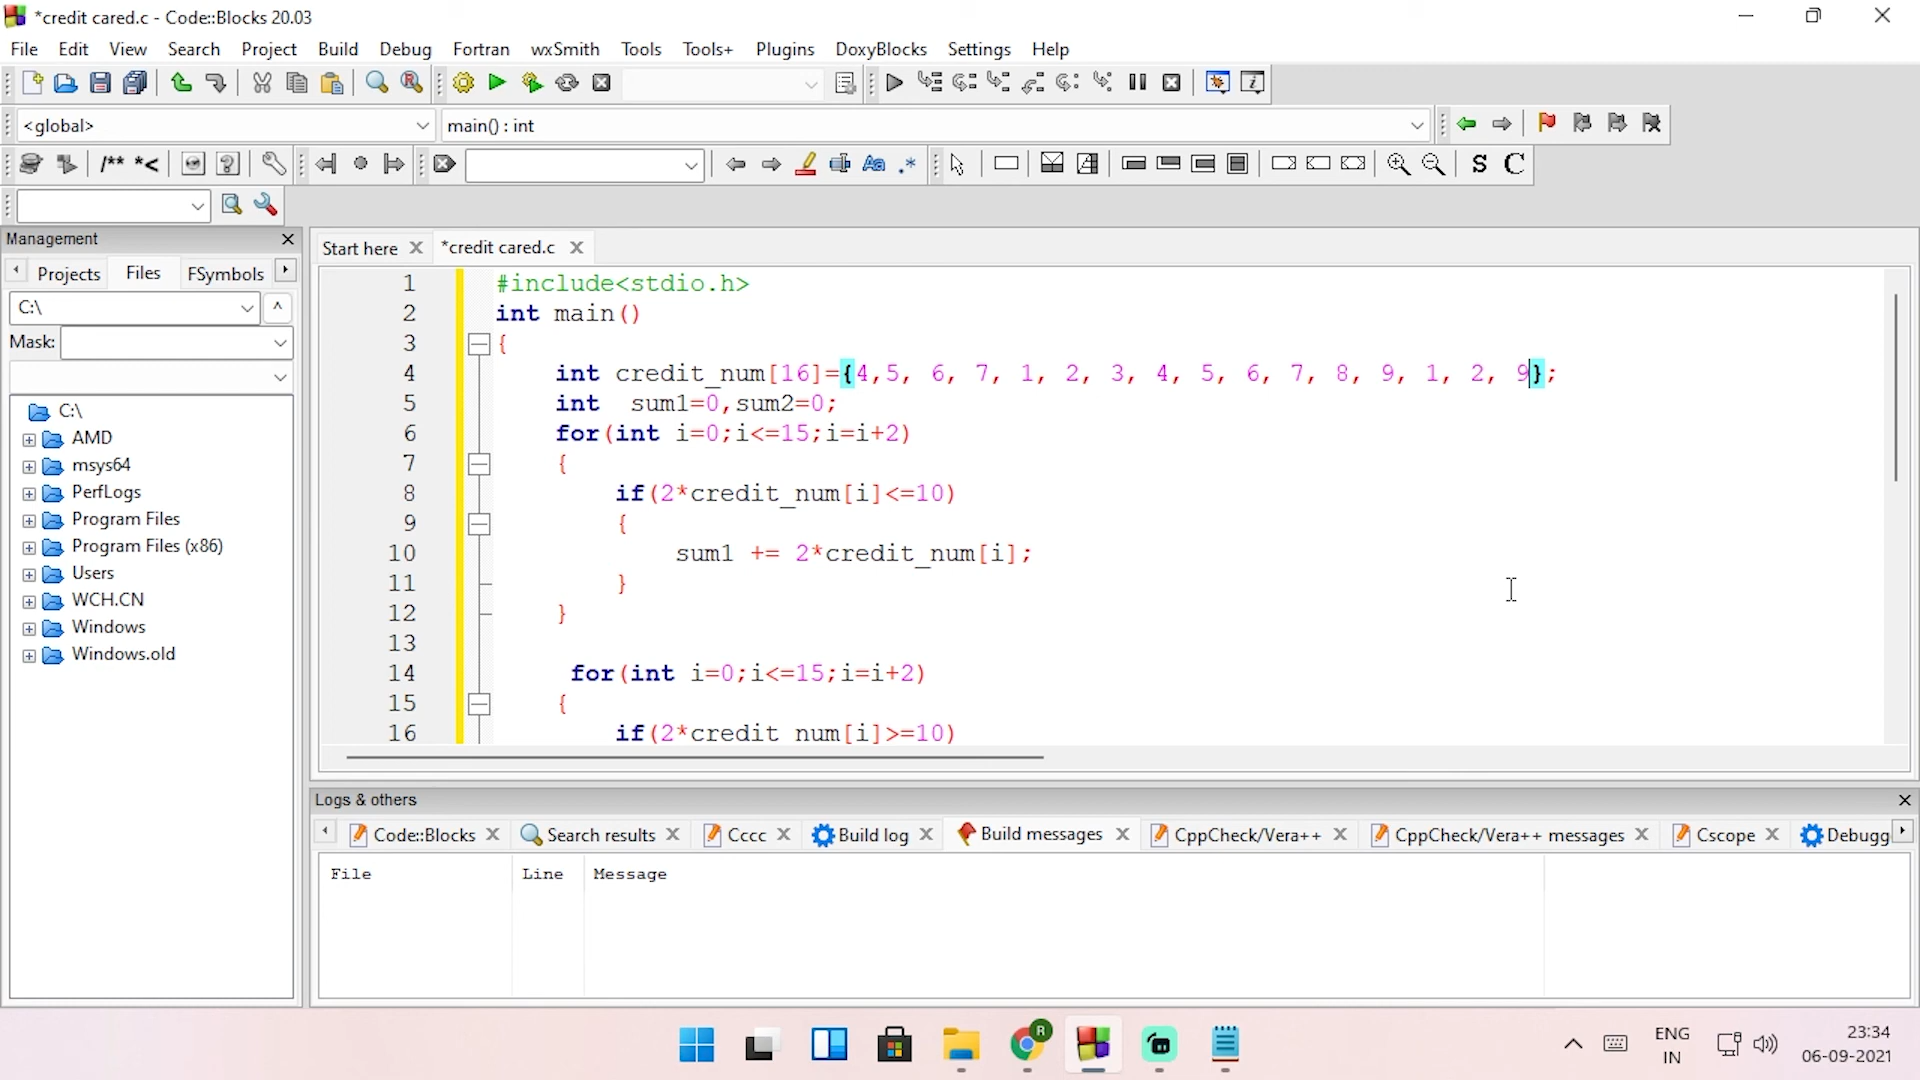 *credit cared.c - Code::Blocks 20.03
File Edit View Search Project Build Debug Fortran wxSmith Tools Tools+ Plugins DoxyBlocks Settings Help
<global> main() : int
/** *< Aa .* S C
Management
Start here *credit cared.c
Projects Files FSymbols
C:\
Mask:
C:\
AMD
msys64
PerfLogs
Program Files
Program Files (x86)
Users
WCH.CN
Windows
Windows.old
1 #include<stdio.h>
2 int main()
3 {
4 int credit_num[16]={4,5, 6, 7, 1, 2, 3, 4, 5, 6, 7, 8, 9, 1, 2, 9};
5 int sum1=0,sum2=0;
6 for(int i=0;i<=15;i=i+2)
7 {
8 if(2*credit_num[i]<=10)
9 {
10 sum1 += 2*credit_num[i];
11 }
12 }
13
14 for(int i=0;i<=15;i=i+2)
15 {
16 if(2*credit_num[i]>=10)
Logs & others
Code::Blocks Search results Cccc Build log Build messages CppCheck/Vera++ CppCheck/Vera++ messages Cscope Debugg
File Line Message
R
ENG
IN
23:34
06-09-2021